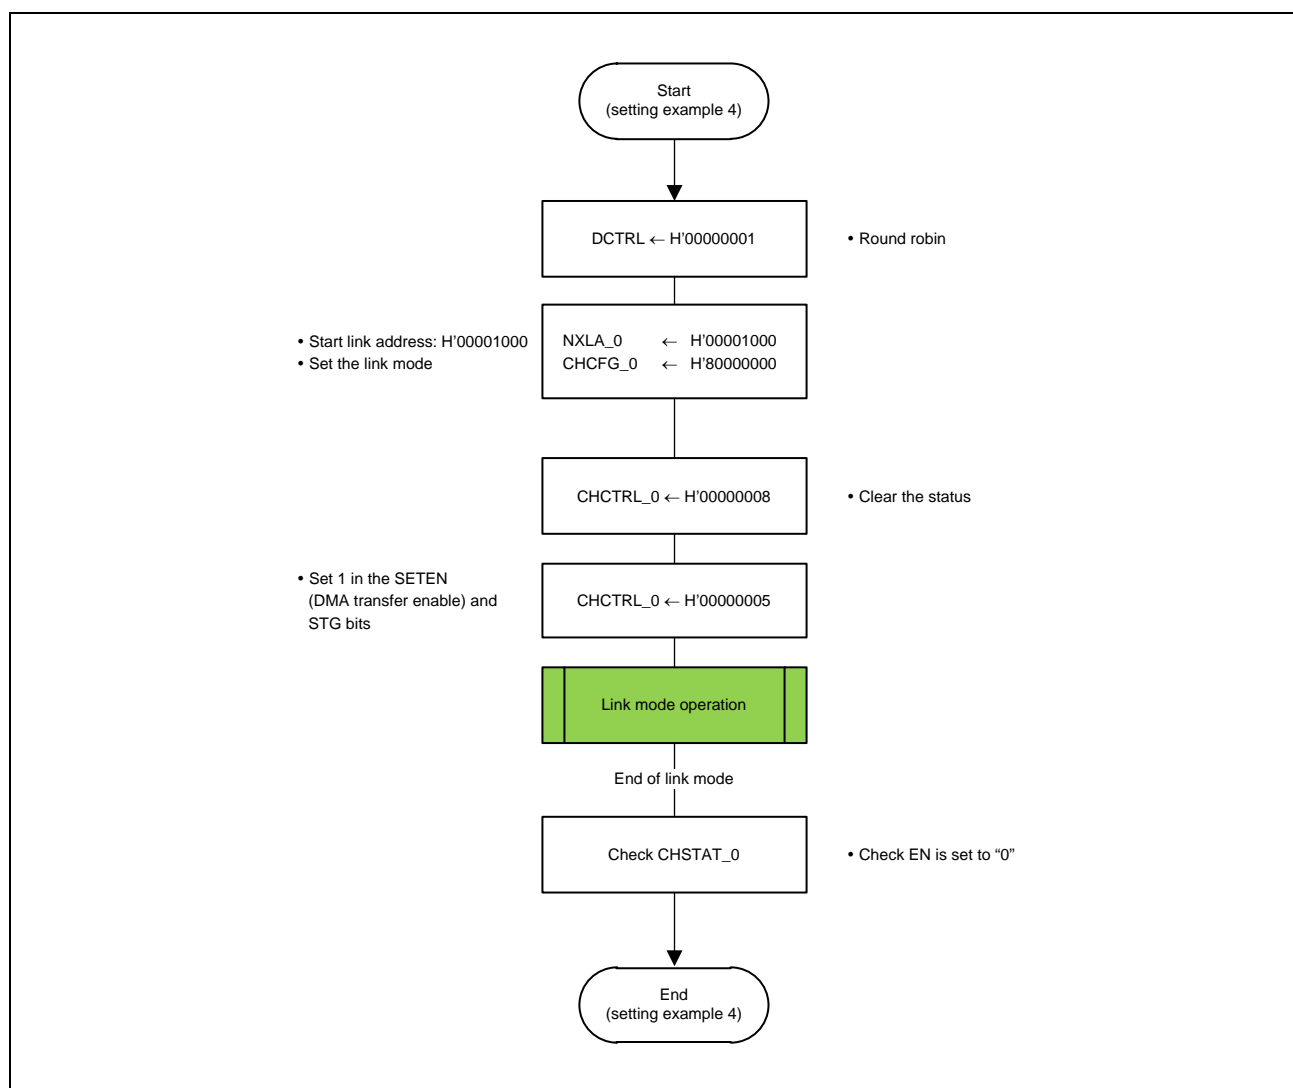 Start
(setting example 4)
DCTRL ← H'00000001
• Round robin
• Start link address: H'00001000
• Set the link mode
NXLA_0 ← H'00001000
CHCFG_0 ← H'80000000
CHCTRL_0 ← H'00000008
• Clear the status
• Set 1 in the SETEN
(DMA transfer enable) and
STG bits
CHCTRL_0 ← H'00000005
Link mode operation
End of link mode
Check CHSTAT_0
• Check EN is set to “0”
End
(setting example 4)